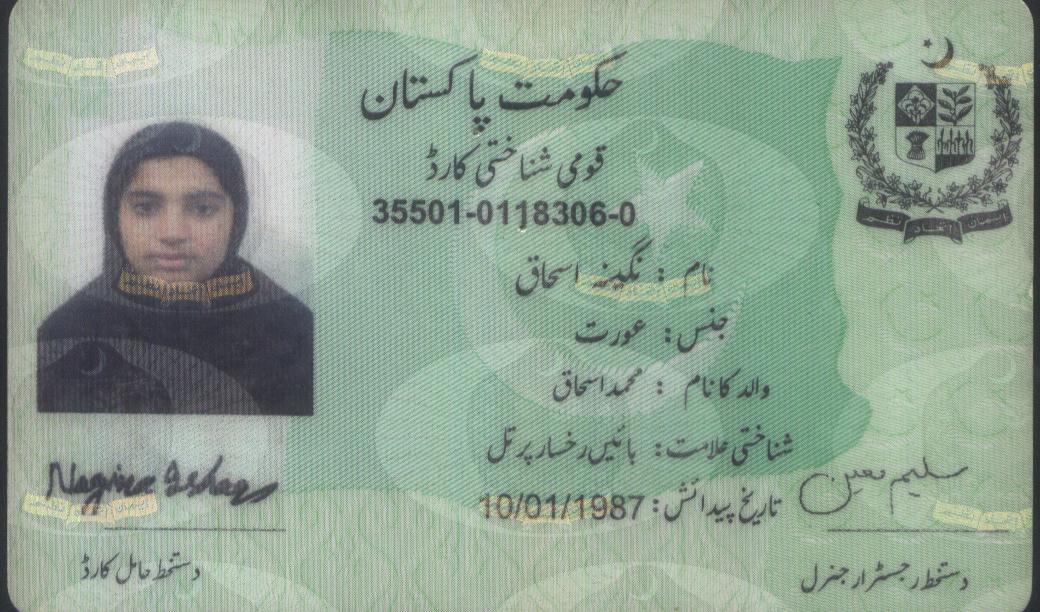 حکومت پاکستان
قومی شناختی کارڈ
35501-0118306-0
نام : نگینہ اسحاق
جنس : عورت
والد کا نام : محمد اسحاق
شناختی علامت: بائیں رخسار پر تل
تاریخ پیدائش: 10/01/1987
ایمان اتحاد نظم
Nagina Ishaq
سلیم معین
دستخط حامل کارڈ
دستخط رجسٹرار جنرل